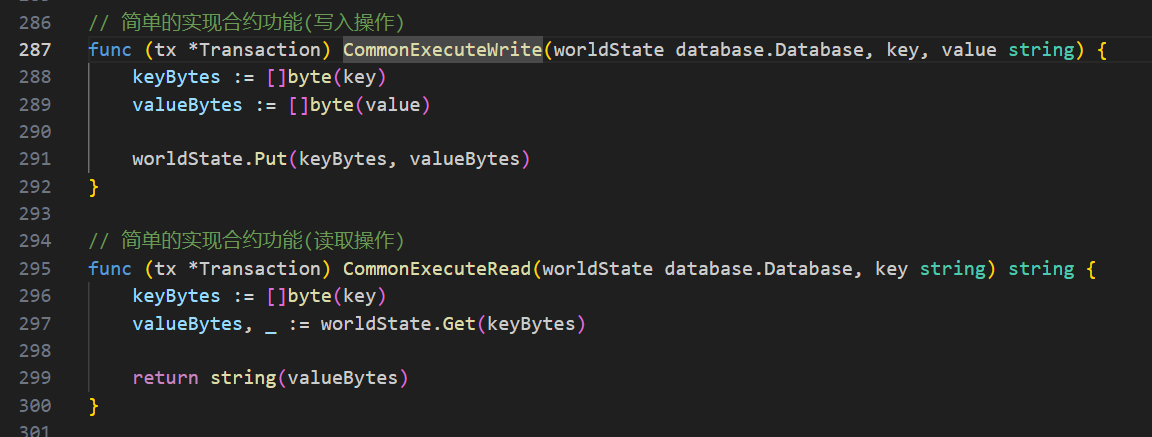 286 // 简单的实现合约功能(写入操作)
287 func (tx *Transaction) CommonExecuteWrite(worldState database.Database, key, value string) {
288 keyBytes := []byte(key)
289 valueBytes := []byte(value)
290
291 worldState.Put(keyBytes, valueBytes)
292 }
293
294 // 简单的实现合约功能(读取操作)
295 func (tx *Transaction) CommonExecuteRead(worldState database.Database, key string) string {
296 keyBytes := []byte(key)
297 valueBytes, _ := worldState.Get(keyBytes)
298
299 return string(valueBytes)
300 }
301